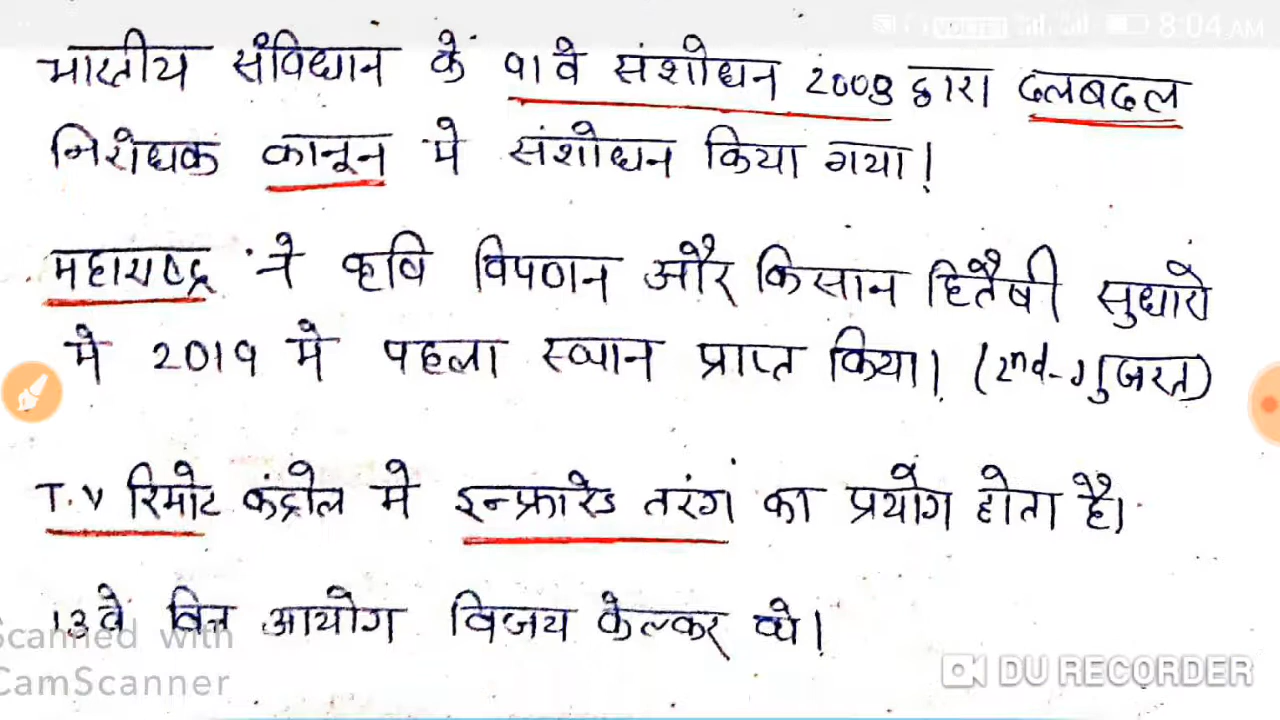 8:04 AM
भारतीय संविधान के 91वे संशोधन 2003 द्वारा दलबदल
निरोधक कानून मे संशोधन किया गया।
महाराष्ट्र ने कृषि विपणन और किसान हितैषी सुधारो
मे 2019 मे पहला स्थान प्राप्त किया। (2nd-गुजरात)
T.V रिमोट कंट्रोल मे इन्फ्रारेड तरंग का प्रयोग होता है।
13वे वित्त आयोग विजय केलकर थे।
Scanned with
CamScanner
DU RECORDER